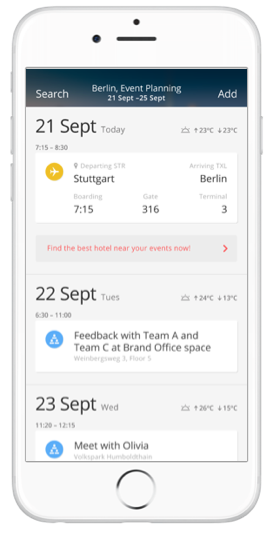 Search
Berlin, Event Planning
Add
21 Sept –25 Sept
21 Sept Today
↑ 23°C ↓ 23°C
7:15 – 8:30
Departing STR
Arriving TXL
Stuttgart
Berlin
Boarding
Gate
Terminal
7:15
316
3
Find the best hotel near your events now!
22 Sept Tues
↑ 24°C ↓ 13°C
6:30 – 11:00
Feedback with Team A and
Team C at Brand Office space
Weinbergsweg 3, Floor 5
23 Sept Wed
↑ 26°C ↓ 15°C
11:20 – 12:15
Meet with Olivia
Volkspark Humboldthain